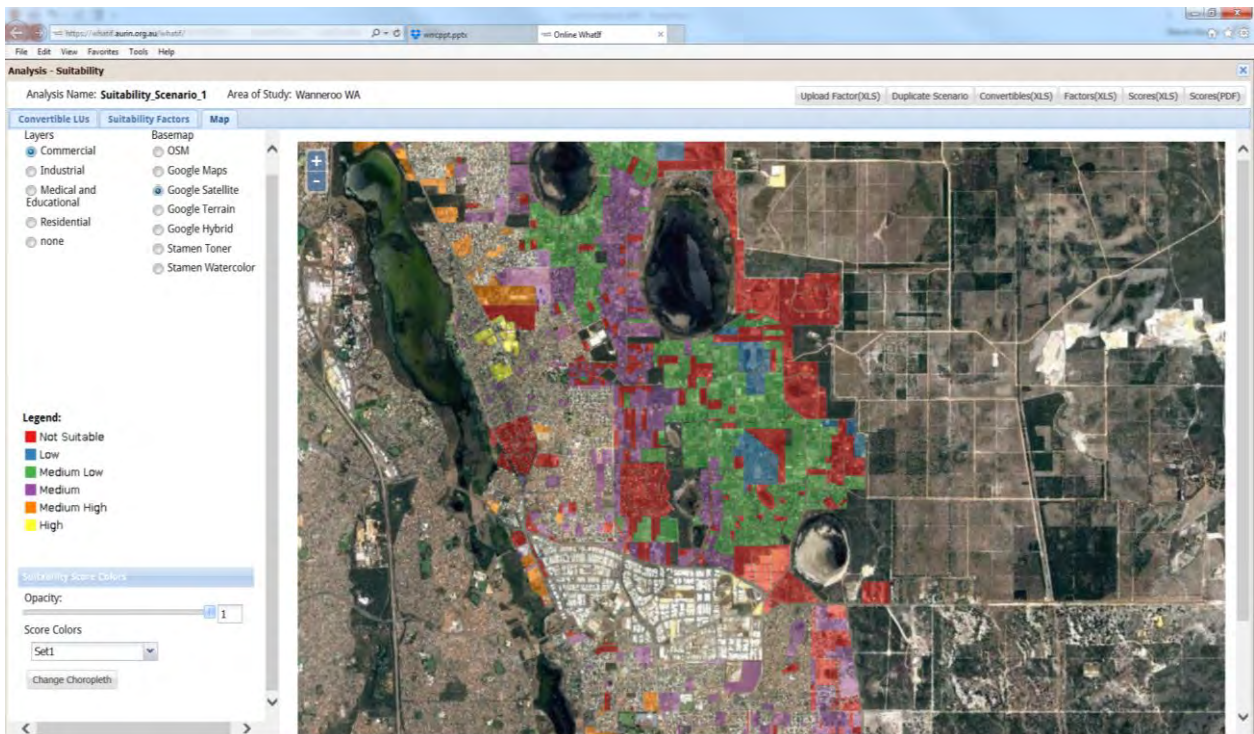 https://whatif.aurin.org.au/whatif/
wmcppt.pptx
Online WhatIf
File Edit View Favorites Tools Help
Analysis - Suitability
Analysis Name: Suitability_Scenario_1 Area of Study: Wanneroo WA
Upload Factor(XLS) Duplicate Scenario Convertibles(XLS) Factors(XLS) Scores(XLS) Scores(PDF)
Convertible LUs Suitability Factors Map
Layers Basemap
Commercial OSM
Industrial Google Maps
Medical and Educational Google Satellite
Google Terrain
Residential Google Hybrid
none Stamen Toner
Stamen Watercolor
+
-
Legend:
Not Suitable
Low
Medium Low
Medium
Medium High
High
Suitability Score Colors
Opacity:
1
Score Colors
Set1
Change Choropleth